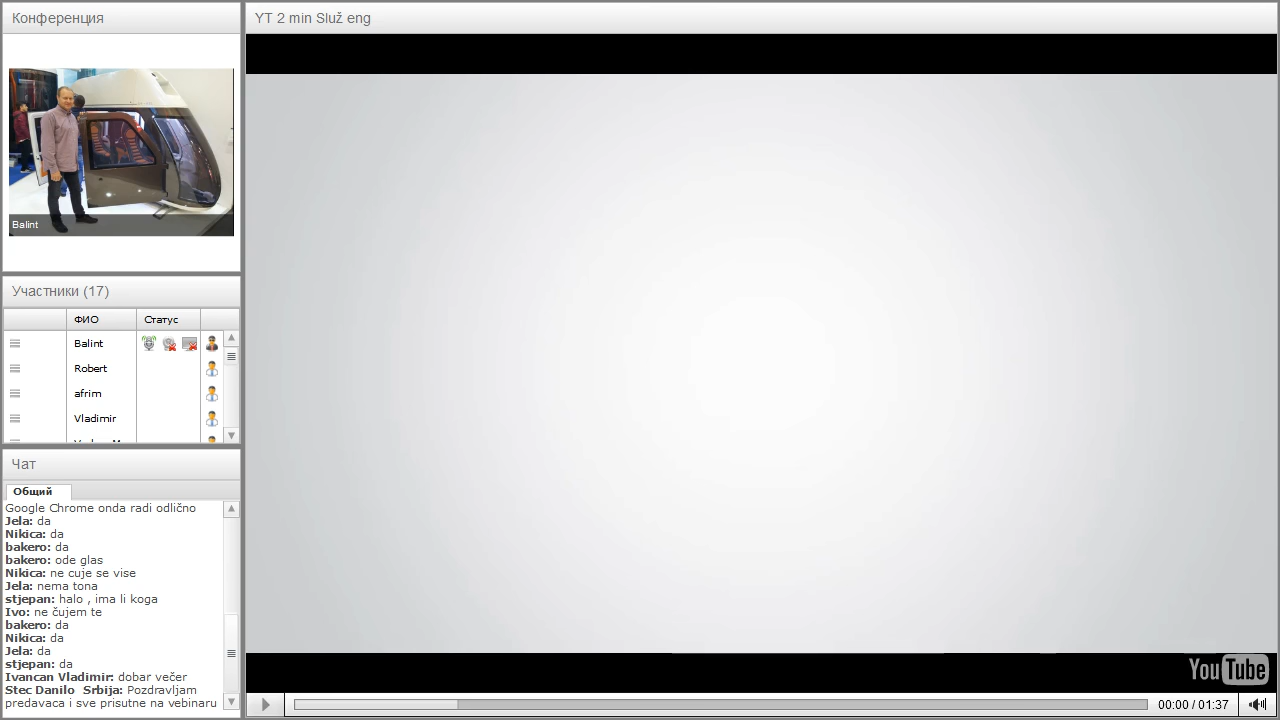 Конференция
YT 2 min Služ eng
Balint
Участники (17)
ФИО Статус
Balint
Robert
afrim
Vladimir
Чат
Общий
Google Chrome onda radi odlično
Jela: da
Nikica: da
bakero: da
bakero: ode glas
Nikica: ne cuje se vise
Jela: nema tona
stjepan: halo , ima li koga
Ivo: ne čujem te
bakero: da
Nikica: da
Jela: da
stjepan: da
Ivancan Vladimir: dobar večer
Stec Danilo Srbija: Pozdravljam
predavaca i sve prisutne na vebinaru
YouTube
00:00 / 01:37